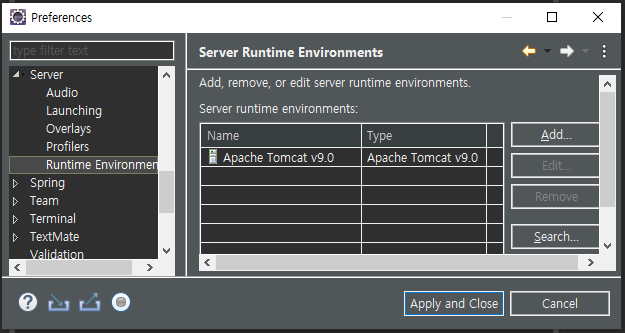 Preferences
type filter text
Server
Audio
Launching
Overlays
Profilers
Runtime Environmen
Spring
Team
Terminal
TextMate
Validation
Server Runtime Environments
Add, remove, or edit server runtime environments.
Server runtime environments:
Name Type
Apache Tomcat v9.0 Apache Tomcat v9.0
Add...
Edit...
Remove
Search...
Apply and Close
Cancel